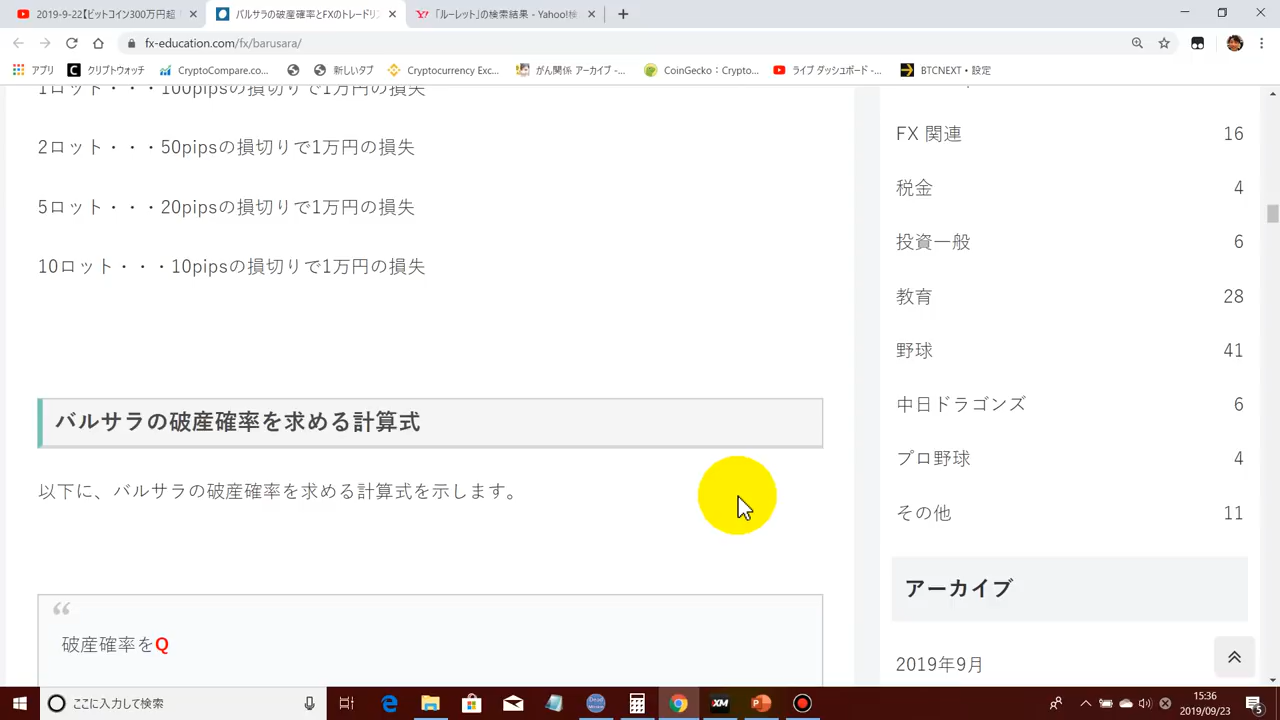 2019-9-22【ビットコイン300万円超
バルサラの破産確率とFXのトレードリス
「ルーレット」の検索結果 - Yahoo!検
fx-education.com/fx/barusara/
アプリ
クリプトウォッチ
CryptoCompare.co...
新しいタブ
Cryptocurrency Exc...
がん関係 アーカイブ -...
CoinGecko：Crypto...
ライブ ダッシュボード -...
BTCNEXT・設定
1ロット・・・100pipsの損切りで1万円の損失
2ロット・・・50pipsの損切りで1万円の損失
5ロット・・・20pipsの損切りで1万円の損失
10ロット・・・10pipsの損切りで1万円の損失
バルサラの破産確率を求める計算式
以下に、バルサラの破産確率を求める計算式を示します。
破産確率をQ
FX 関連 16
税金 4
投資一般 6
教育 28
野球 41
中日ドラゴンズ 6
プロ野球 4
その他 11
アーカイブ
2019年9月
ここに入力して検索
XM
15:36
2019/09/23
5